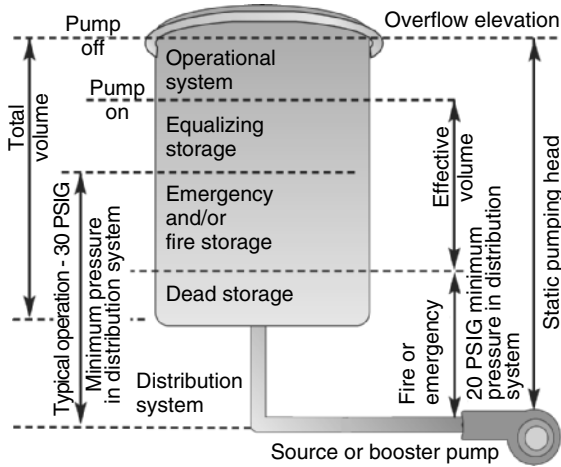 Pump
off
Overflow elevation
Operational
system
Pump
on
Equalizing
storage
Emergency
and/or
fire storage
Dead storage
Distribution
system
Source or booster pump
Total
volume
Typical operation - 30 PSIG
Minimum pressure
in distribution system
Effective
volume
Fire or
emergency
20 PSIG minimum
pressure in distribution
system
Static pumping head